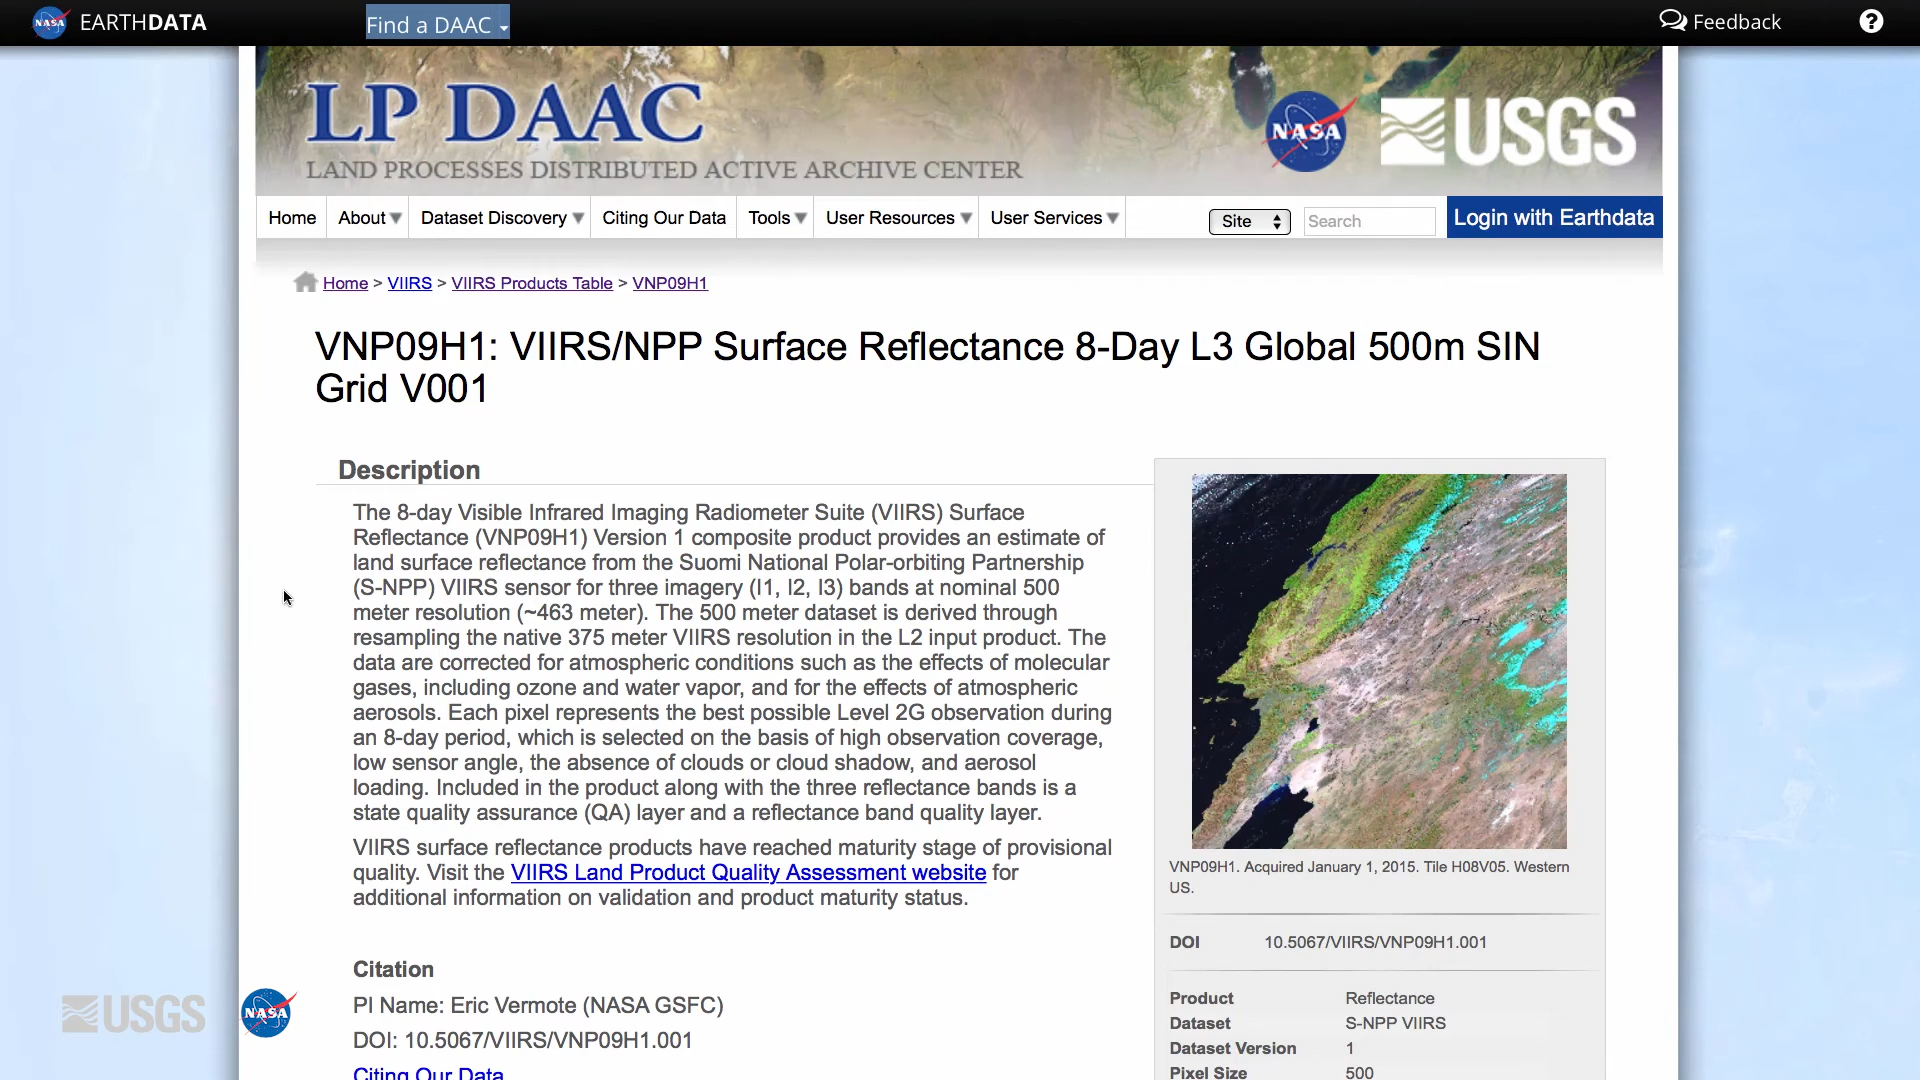 NASA EARTHDATA
Find a DAAC
Feedback
?
LP DAAC
LAND PROCESSES DISTRIBUTED ACTIVE ARCHIVE CENTER
NASA
USGS
Home
About
Dataset Discovery
Citing Our Data
Tools
User Resources
User Services
Site
Search
Login with Earthdata
Home > VIIRS > VIIRS Products Table > VNP09H1
VNP09H1: VIIRS/NPP Surface Reflectance 8-Day L3 Global 500m SIN
Grid V001
Description
The 8-day Visible Infrared Imaging Radiometer Suite (VIIRS) Surface
Reflectance (VNP09H1) Version 1 composite product provides an estimate of
land surface reflectance from the Suomi National Polar-orbiting Partnership
(S-NPP) VIIRS sensor for three imagery (I1, I2, I3) bands at nominal 500
meter resolution (~463 meter). The 500 meter dataset is derived through
resampling the native 375 meter VIIRS resolution in the L2 input product. The
data are corrected for atmospheric conditions such as the effects of molecular
gases, including ozone and water vapor, and for the effects of atmospheric
aerosols. Each pixel represents the best possible Level 2G observation during
an 8-day period, which is selected on the basis of high observation coverage,
low sensor angle, the absence of clouds or cloud shadow, and aerosol
loading. Included in the product along with the three reflectance bands is a
state quality assurance (QA) layer and a reflectance band quality layer.
VIIRS surface reflectance products have reached maturity stage of provisional
quality. Visit the VIIRS Land Product Quality Assessment website for
additional information on validation and product maturity status.
Citation
PI Name: Eric Vermote (NASA GSFC)
DOI: 10.5067/VIIRS/VNP09H1.001
Citing Our Data
VNP09H1. Acquired January 1, 2015. Tile H08V05. Western
US.
DOI 10.5067/VIIRS/VNP09H1.001
Product Reflectance
Dataset S-NPP VIIRS
Dataset Version 1
Pixel Size 500
USGS
NASA